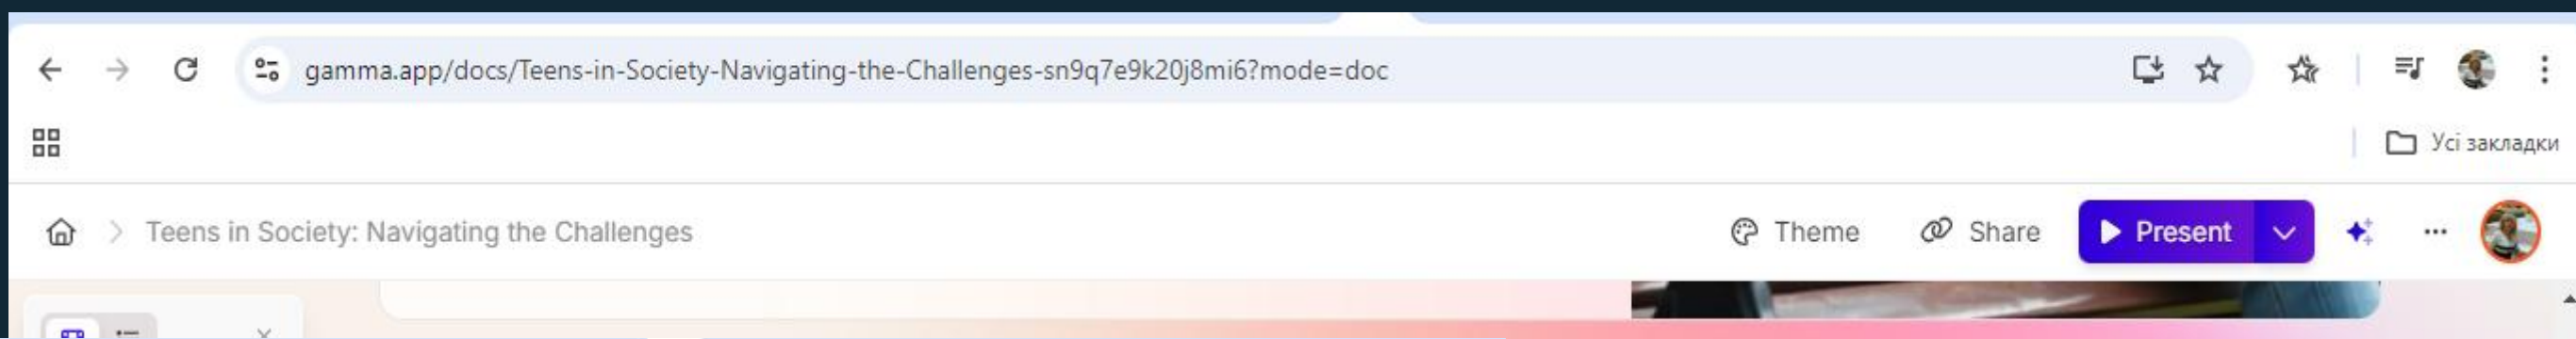 gamma.app/docs/Teens-in-Society-Navigating-the-Challenges-sn9q7e9k20j8mi6?mode=doc
Усі закладки
Teens in Society: Navigating the Challenges Theme Share Present